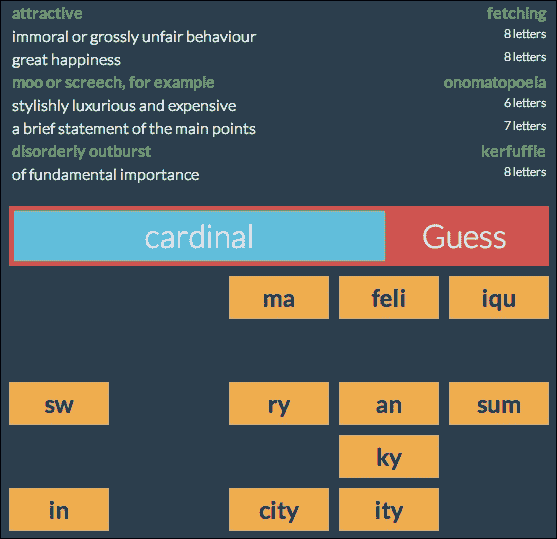 attractive fetching
immoral or grossly unfair behaviour 8 letters
great happiness 8 letters
moo or screech, for example onomatopoeia
stylishly luxurious and expensive 6 letters
a brief statement of the main points 7 letters
disorderly outburst kerfuffle
of fundamental importance 8 letters
cardinal Guess
ma feli iqu
sw ry an sum
ky
in city ity